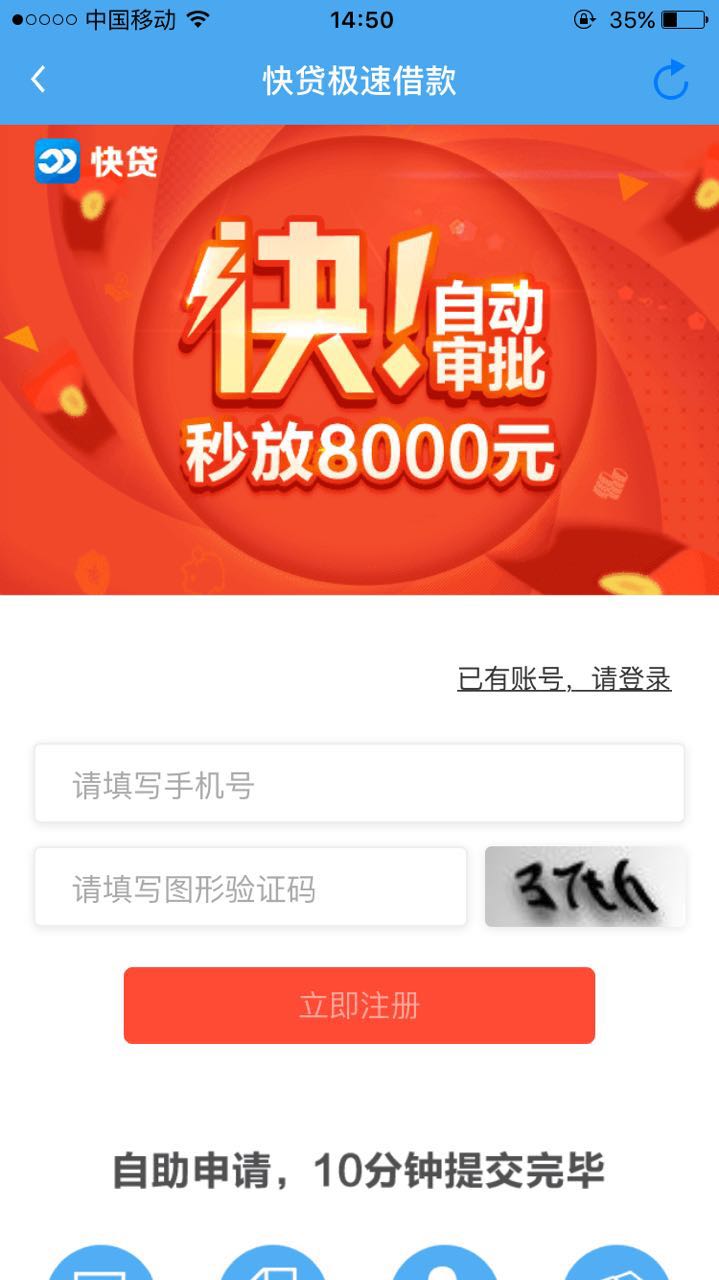 中国移动 14:50 35%
快贷极速借款
快贷
快!自动审批
秒放8000元
已有账号，请登录
请填写手机号
请填写图形验证码
37th
立即注册
自助申请，10分钟提交完毕